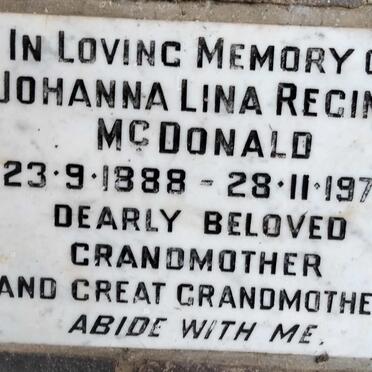 IN LOVING MEMORY O
JOHANNA LINA REGIN
MCDONALD
23·9·1888 - 28·11·197
DEARLY BELOVED
GRANDMOTHER
AND GREAT GRANDMOTHE
ABIDE WITH ME.